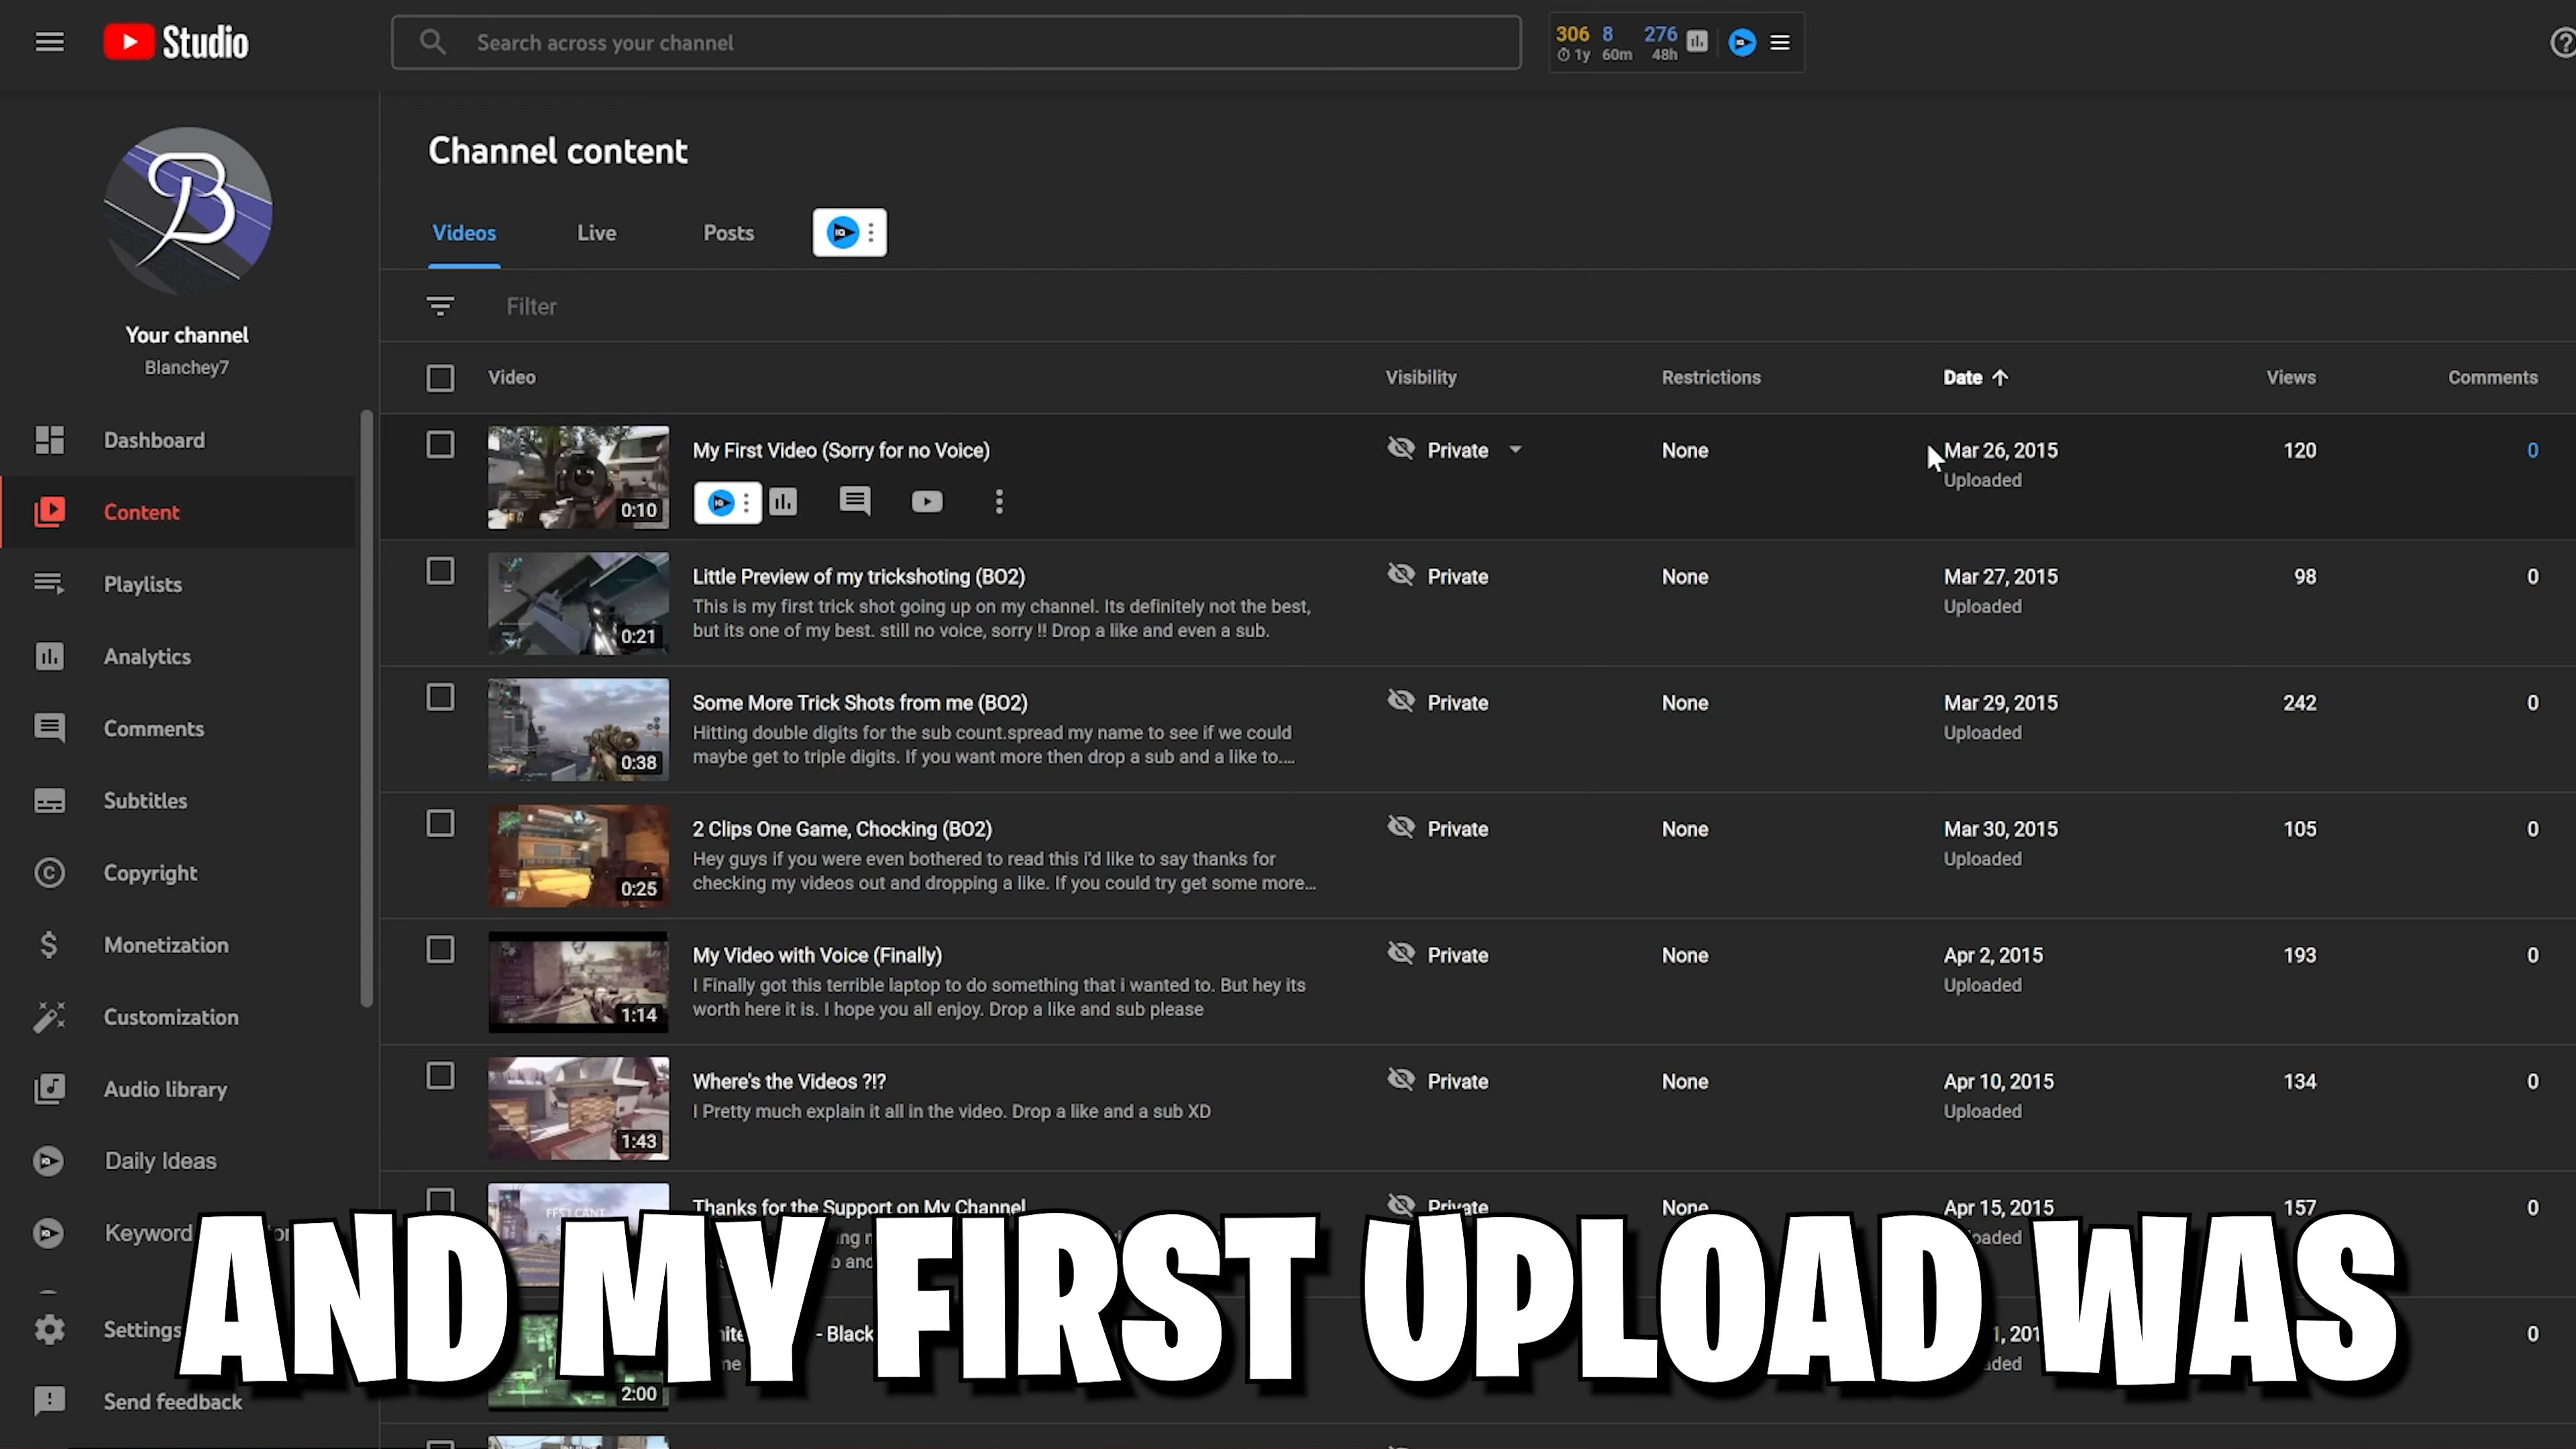 Studio
Search across your channel
306 8 276
1y 60m 48h
Channel content
Videos Live Posts
Your channel
Blanchey7
Filter
Video Visibility Restrictions Date Views Comments
Dashboard
Content
Playlists
Analytics
Comments
Subtitles
Copyright
Monetization
Customization
Audio library
Daily Ideas
Keyword
Settings
Send feedback
My First Video (Sorry for no Voice) Private None Mar 26, 2015 120 0
Uploaded
0:10
Little Preview of my trickshoting (BO2) Private None Mar 27, 2015 98 0
This is my first trick shot going up on my channel. Its definitely not the best, Uploaded
but its one of my best. still no voice, sorry !! Drop a like and even a sub.
0:21
Some More Trick Shots from me (BO2) Private None Mar 29, 2015 242 0
Hitting double digits for the sub count.spread my name to see if we could Uploaded
maybe get to triple digits. If you want more then drop a sub and a like to....
0:38
2 Clips One Game, Chocking (BO2) Private None Mar 30, 2015 105 0
Hey guys if you were even bothered to read this i'd like to say thanks for Uploaded
checking my videos out and dropping a like. If you could try get some more...
0:25
My Video with Voice (Finally) Private None Apr 2, 2015 193 0
I Finally got this terrible laptop to do something that i wanted to. But hey its Uploaded
worth here it is. I hope you all enjoy. Drop a like and sub please
1:14
Where's the Videos ?!? Private None Apr 10, 2015 134 0
I Pretty much explain it all in the video. Drop a like and a sub XD Uploaded
1:43
Thanks for the Support on My Channel Private None Apr 15, 2015 157 0
- Black 0
2:00
AND MY FIRST UPLOAD WAS